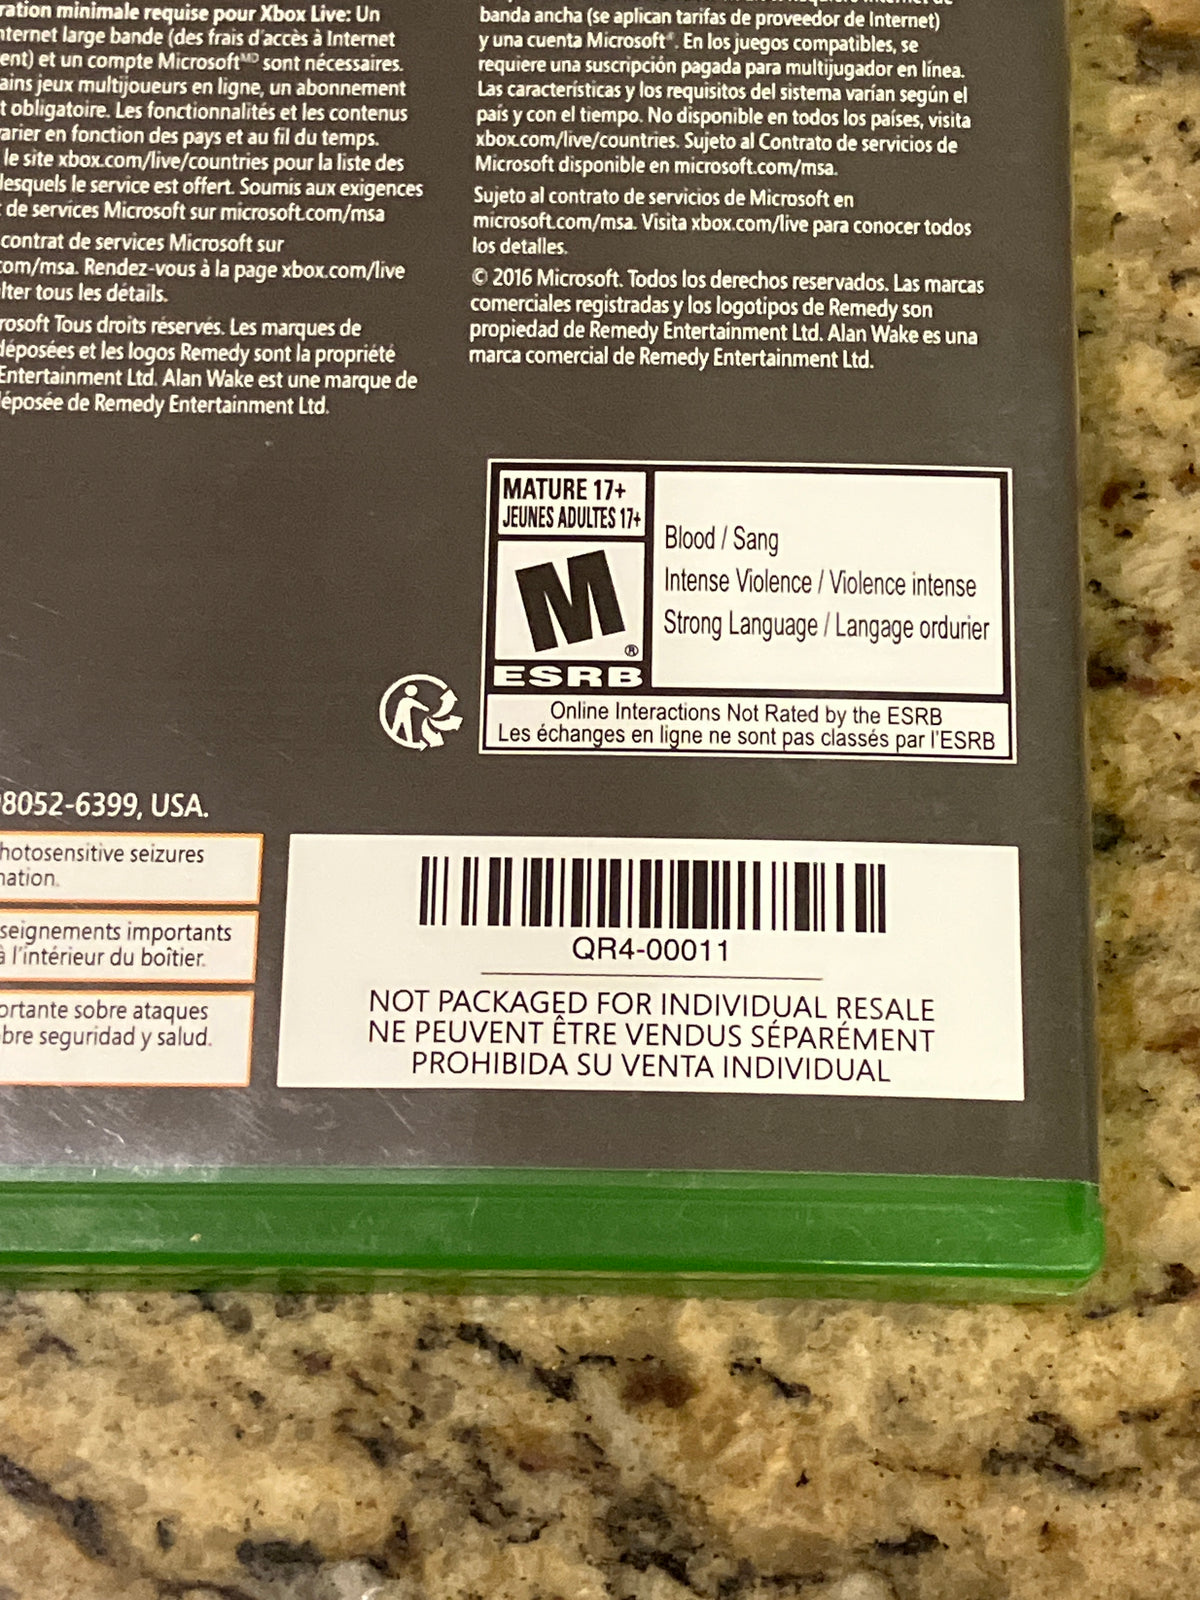 ration minimale requise pour Xbox Live: Un
nternet large bande (des frais d'accès à Internet
ent) et un compte Microsoftᴹᴰ sont nécessaires.
ains jeux multijoueurs en ligne, un abonnement
t obligatoire. Les fonctionnalités et les contenus
arier en fonction des pays et au fil du temps.
le site xbox.com/live/countries pour la liste des
lesquels le service est offert. Soumis aux exigences
de services Microsoft sur microsoft.com/msa
contrat de services Microsoft sur
com/msa. Rendez-vous à la page xbox.com/live
lter tous les détails.
rosoft Tous droits réservés. Les marques de
déposées et les logos Remedy sont la propriété
Entertainment Ltd. Alan Wake est une marque de
éposée de Remedy Entertainment Ltd.
banda ancha (se aplican tarifas de proveedor de Internet)
y una cuenta Microsoft®. En los juegos compatibles, se
requiere una suscripción pagada para multijugador en línea.
Las características y los requisitos del sistema varían según el
país y con el tiempo. No disponible en todos los países, visita
xbox.com/live/countries. Sujeto al Contrato de servicios de
Microsoft disponible en microsoft.com/msa.
Sujeto al contrato de servicios de Microsoft en
microsoft.com/msa. Visita xbox.com/live para conocer todos
los detalles.
© 2016 Microsoft. Todos los derechos reservados. Las marcas
comerciales registradas y los logotipos de Remedy son
propiedad de Remedy Entertainment Ltd. Alan Wake es una
marca comercial de Remedy Entertainment Ltd.
MATURE 17+
JEUNES ADULTES 17+
M®
ESRB
Blood / Sang
Intense Violence / Violence intense
Strong Language / Langage ordurier
Online Interactions Not Rated by the ESRB
Les échanges en ligne ne sont pas classés par l'ESRB
98052-6399, USA.
hotosensitive seizures
nation.
seignements importants
à l'intérieur du boîtier.
ortante sobre ataques
bre seguridad y salud.
QR4-00011
NOT PACKAGED FOR INDIVIDUAL RESALE
NE PEUVENT ÊTRE VENDUS SÉPARÉMENT
PROHIBIDA SU VENTA INDIVIDUAL